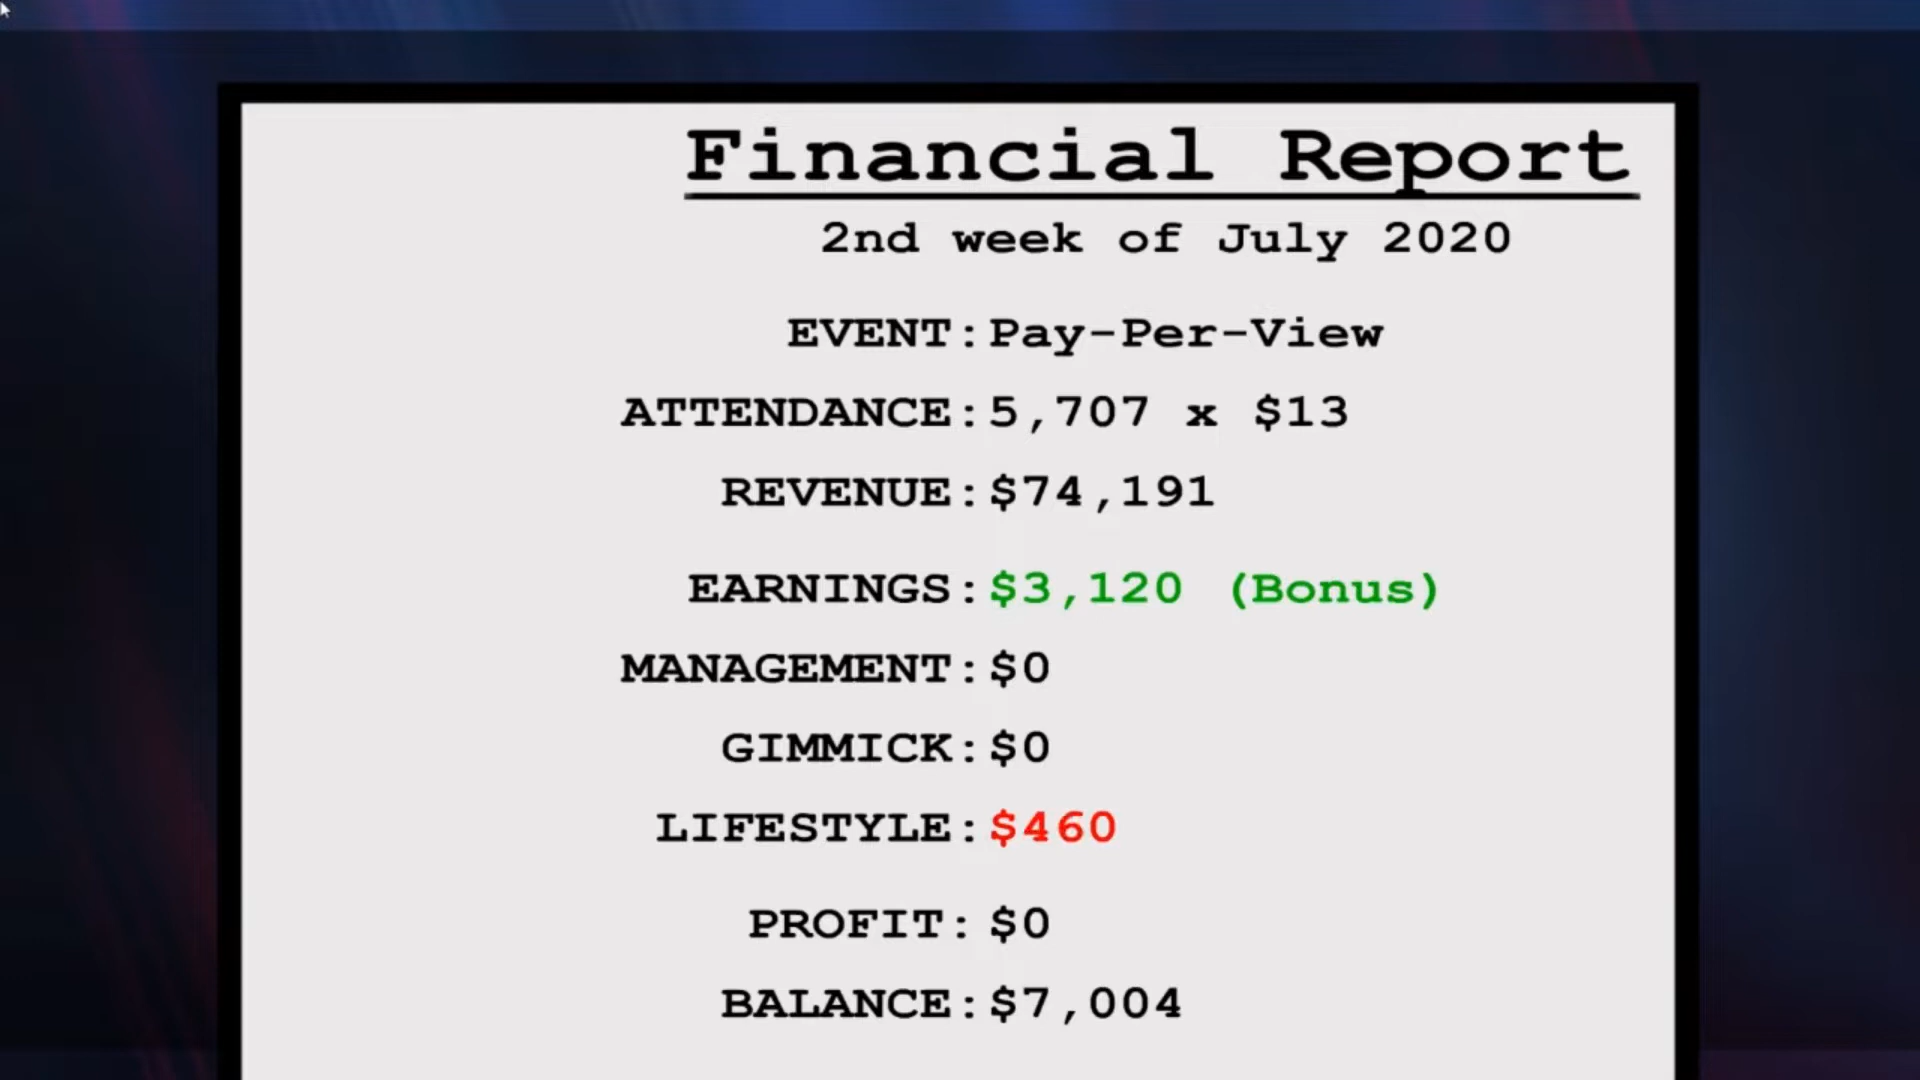 Financial Report
2nd week of July 2020
EVENT: Pay-Per-View
ATTENDANCE: 5,707 x $13
REVENUE: $74,191
EARNINGS: $3,120 (Bonus)
MANAGEMENT: $0
GIMMICK: $0
LIFESTYLE: $460
PROFIT: $0
BALANCE: $7,004